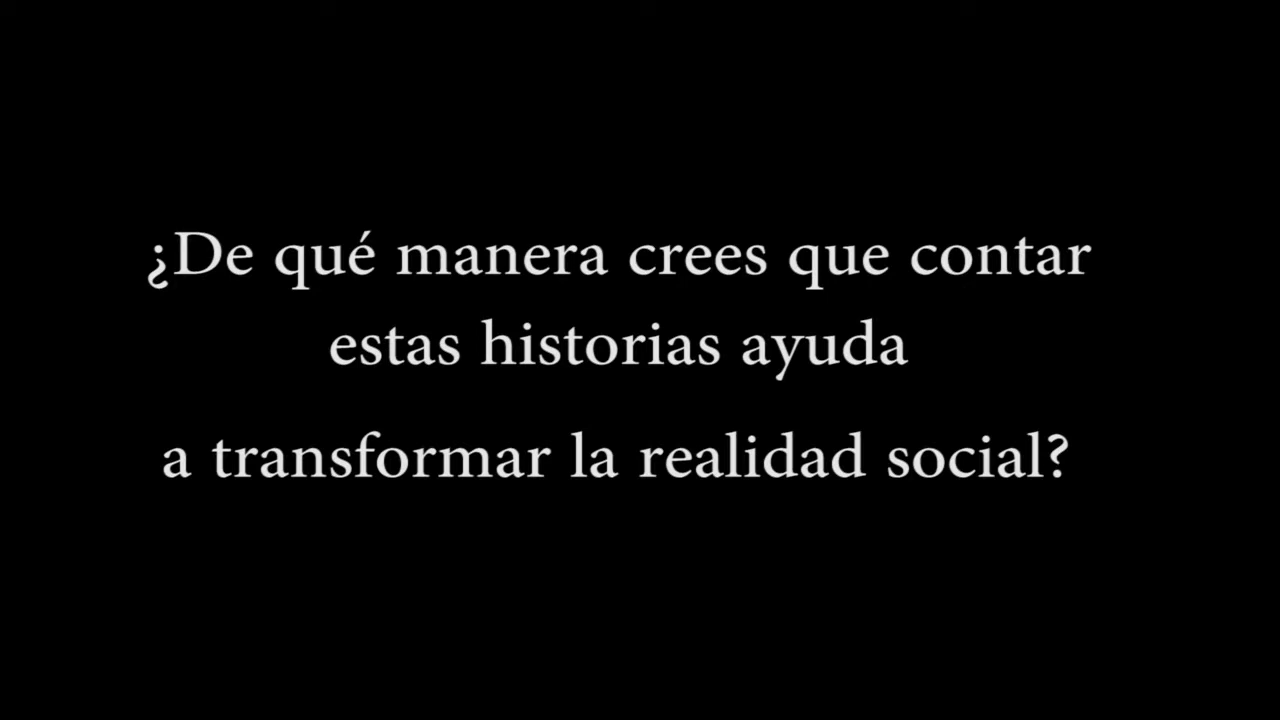 ¿De qué manera crees que contar
estas historias ayuda
a transformar la realidad social?